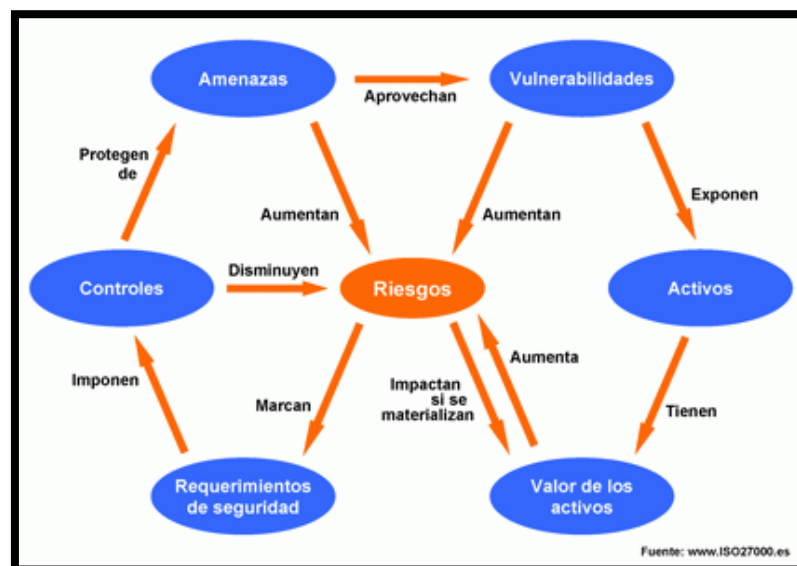 Amenazas
Aprovechan
Vulnerabilidades
Protegen
de
Aumentan
Aumentan
Exponen
Controles
Disminuyen
Riesgos
Activos
Imponen
Marcan
Impactan
si se
materializan
Aumenta
Tienen
Requerimientos
de seguridad
Valor de los
activos
Fuente: www.ISO27000.es